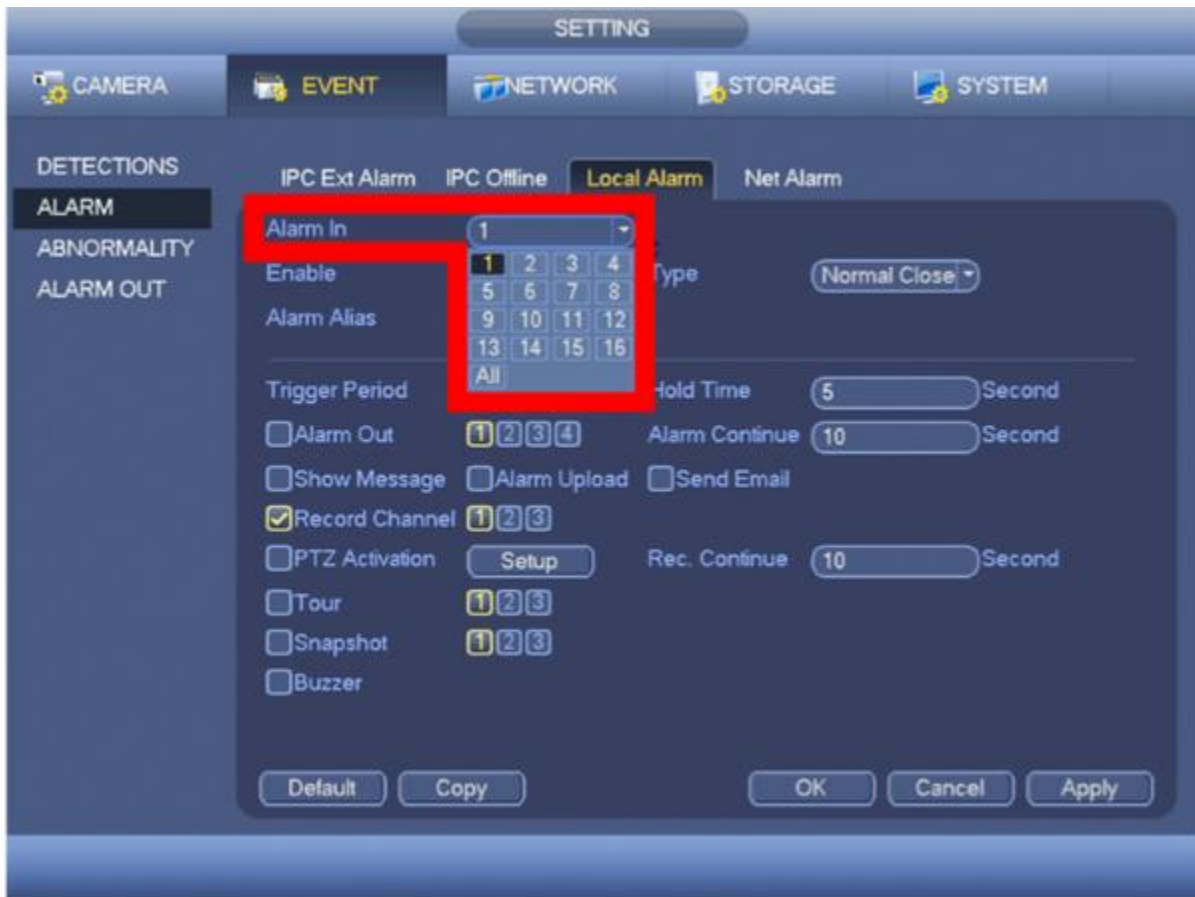 SETTING
CAMERA EVENT NETWORK STORAGE SYSTEM
DETECTIONS
ALARM
ABNORMALITY
ALARM OUT
IPC Ext Alarm IPC Offline Local Alarm Net Alarm
Alarm In 1
1 2 3 4
Enable Type Normal Close
5 6 7 8
Alarm Alias 9 10 11 12
13 14 15 16
All
Trigger Period Hold Time 5 Second
Alarm Out 1 2 3 4 Alarm Continue 10 Second
Show Message Alarm Upload Send Email
Record Channel 1 2 3
PTZ Activation Setup Rec. Continue 10 Second
Tour 1 2 3
Snapshot 1 2 3
Buzzer
Default Copy OK Cancel Apply